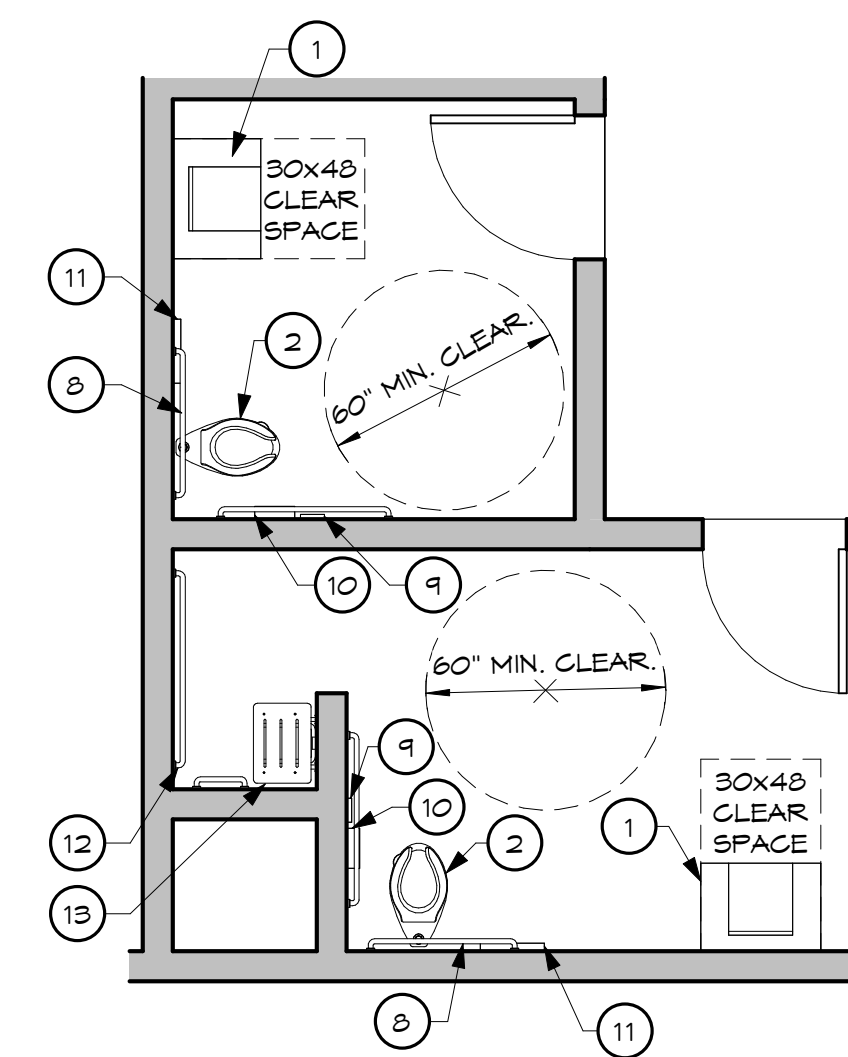 1
30x48
CLEAR
SPACE
11
2
8
60" MIN. CLEAR.
10
9
60" MIN. CLEAR.
9
10
30x48
CLEAR
SPACE
1
2
12
13
8
11